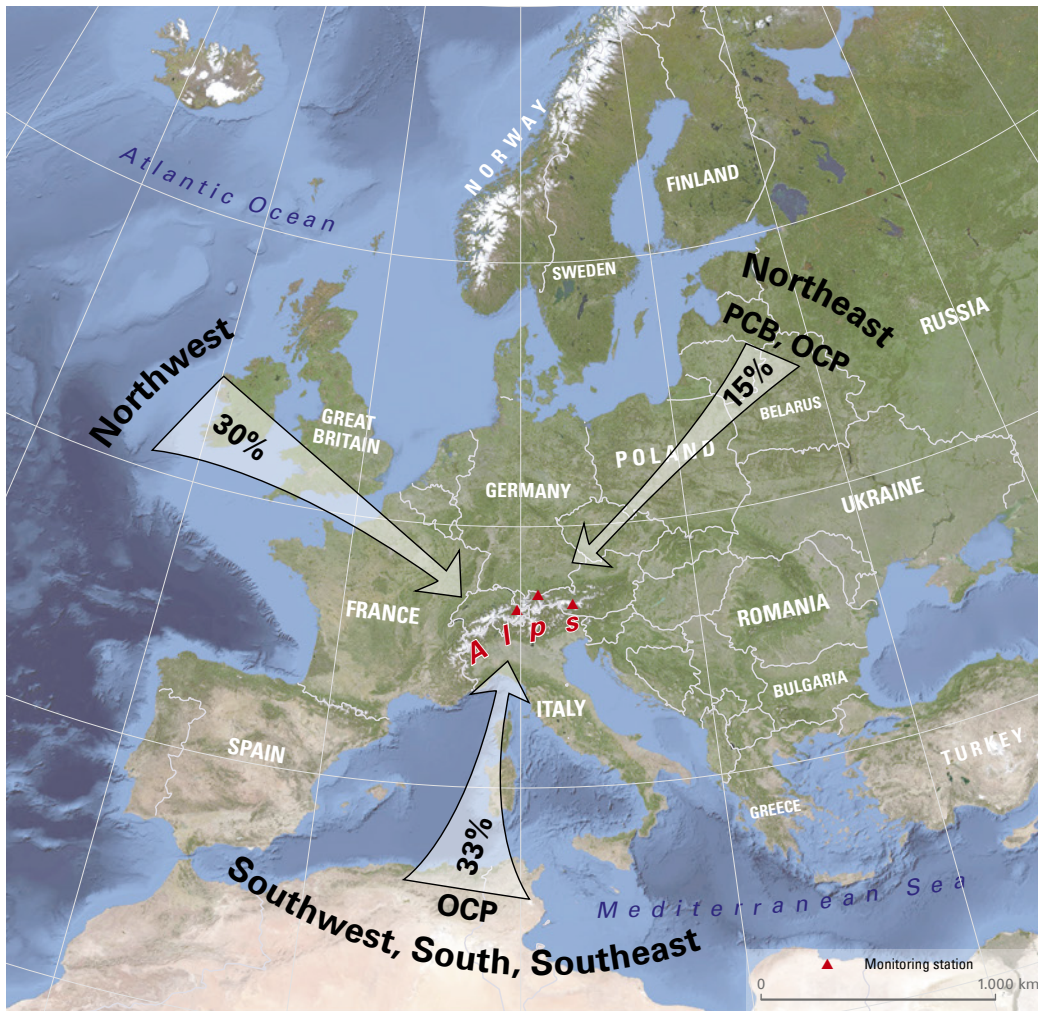 Atlantic Ocean
NORWAY
FINLAND
SWEDEN
RUSSIA
Northeast
PCB, OCP
15%
BELARUS
Northwest
30%
GREAT
BRITAIN
POLAND
GERMANY
UKRAINE
FRANCE
Alps
ROMANIA
BULGARIA
ITALY
SPAIN
TURKEY
GREECE
33%
OCP
Southwest, South, Southeast
Mediterranean Sea
Monitoring station
0 1.000 km